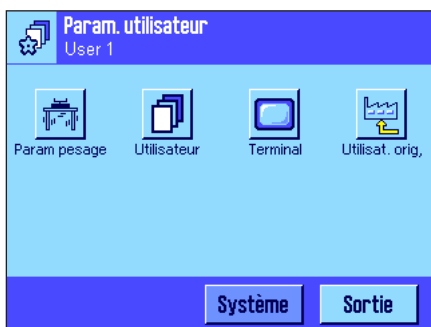 Param. utilisateur
User 1
Param pesage Utilisateur Terminal Utilisat. orig,
Système Sortie